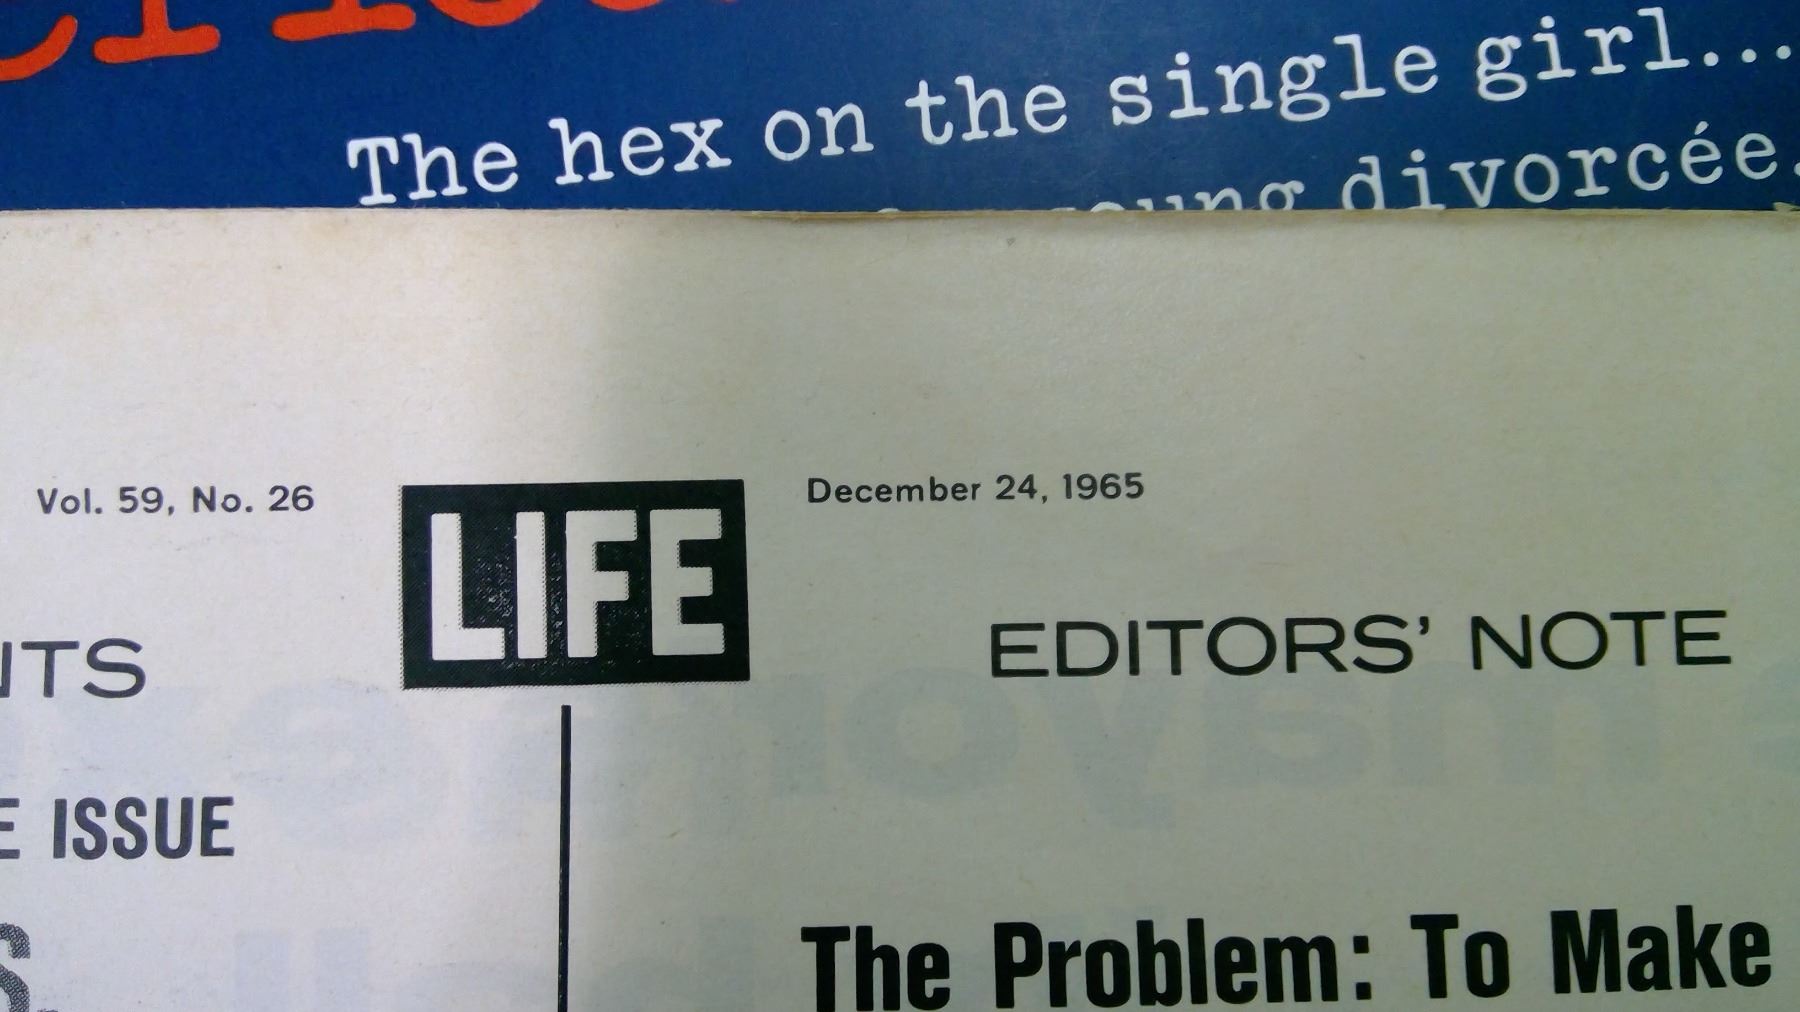 The hex on the single girl...
young divorcée.
Vol. 59, No. 26
LIFE
December 24, 1965
NTS
EDITORS' NOTE
E ISSUE
The Problem: To Make